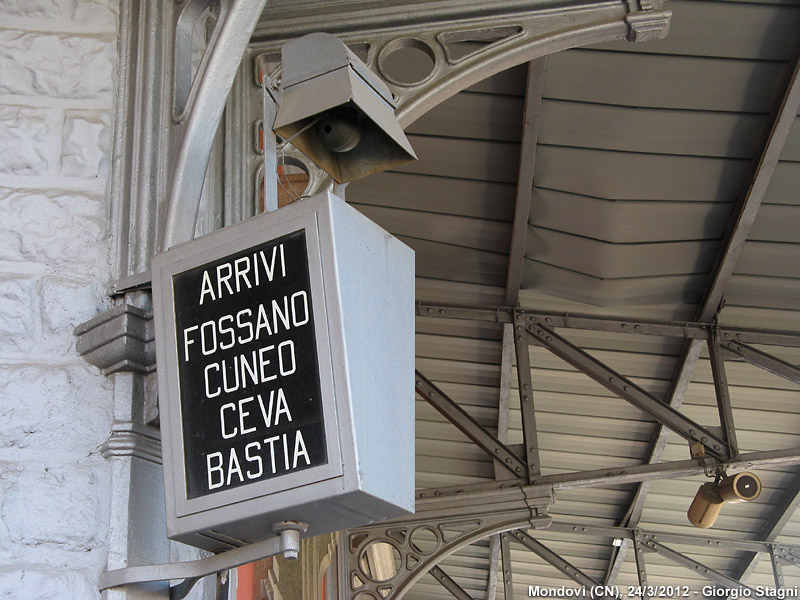 ARRIVI
FOSSANO
CUNEO
CEVA
BASTIA
Mondovì (CN), 24/3/2012 - Giorgio Stagni